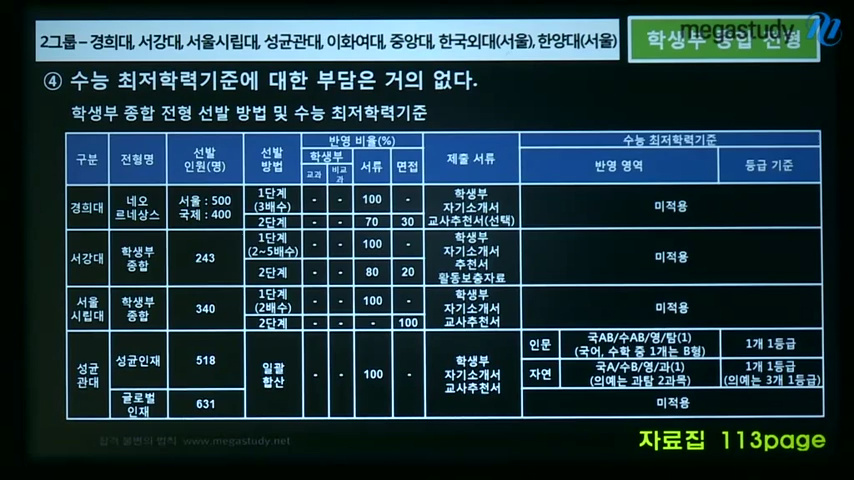 2그룹 – 경희대, 서강대, 서울시립대, 성균관대, 이화여대, 중앙대, 한국외대(서울), 한양대(서울)
학생부 종합 전형
megastudy
④ 수능 최저학력기준에 대한 부담은 거의 없다.
학생부 종합 전형 선발 방법 및 수능 최저학력기준
구분 전형명 선발 인원(명) 선발 방법 반영 비율(%) 제출 서류 수능 최저학력기준
학생부 서류 면접 반영 영역 등급 기준
교과 비교과
경희대 네오르네상스 서울 : 500 국제 : 400
1단계 (3배수) - - 100 -
2단계 - - 70 30
학생부 자기소개서 교사추천서(선택)
미적용
서강대 학생부 종합 243
1단계 (2~5배수) - - 100 -
2단계 - - 80 20
학생부 자기소개서 추천서 활동보충자료
미적용
서울시립대 학생부 종합 340
1단계 (2배수) - - 100 -
2단계 - - - 100
학생부 자기소개서 교사추천서
미적용
성균관대 성균인재 518
글로벌인재 631
일괄합산 - - 100 -
학생부 자기소개서 교사추천서
인문 국AB/수AB/영/탐(1) (국어, 수학 중 1개는 B형) 1개 1등급
자연 국A/수B/영/과(1) (의예는 과탐 2과목) 1개 1등급 (의예는 3개 1등급)
미적용
합격 불변의 법칙 www.megastudy.net
자료집 113page